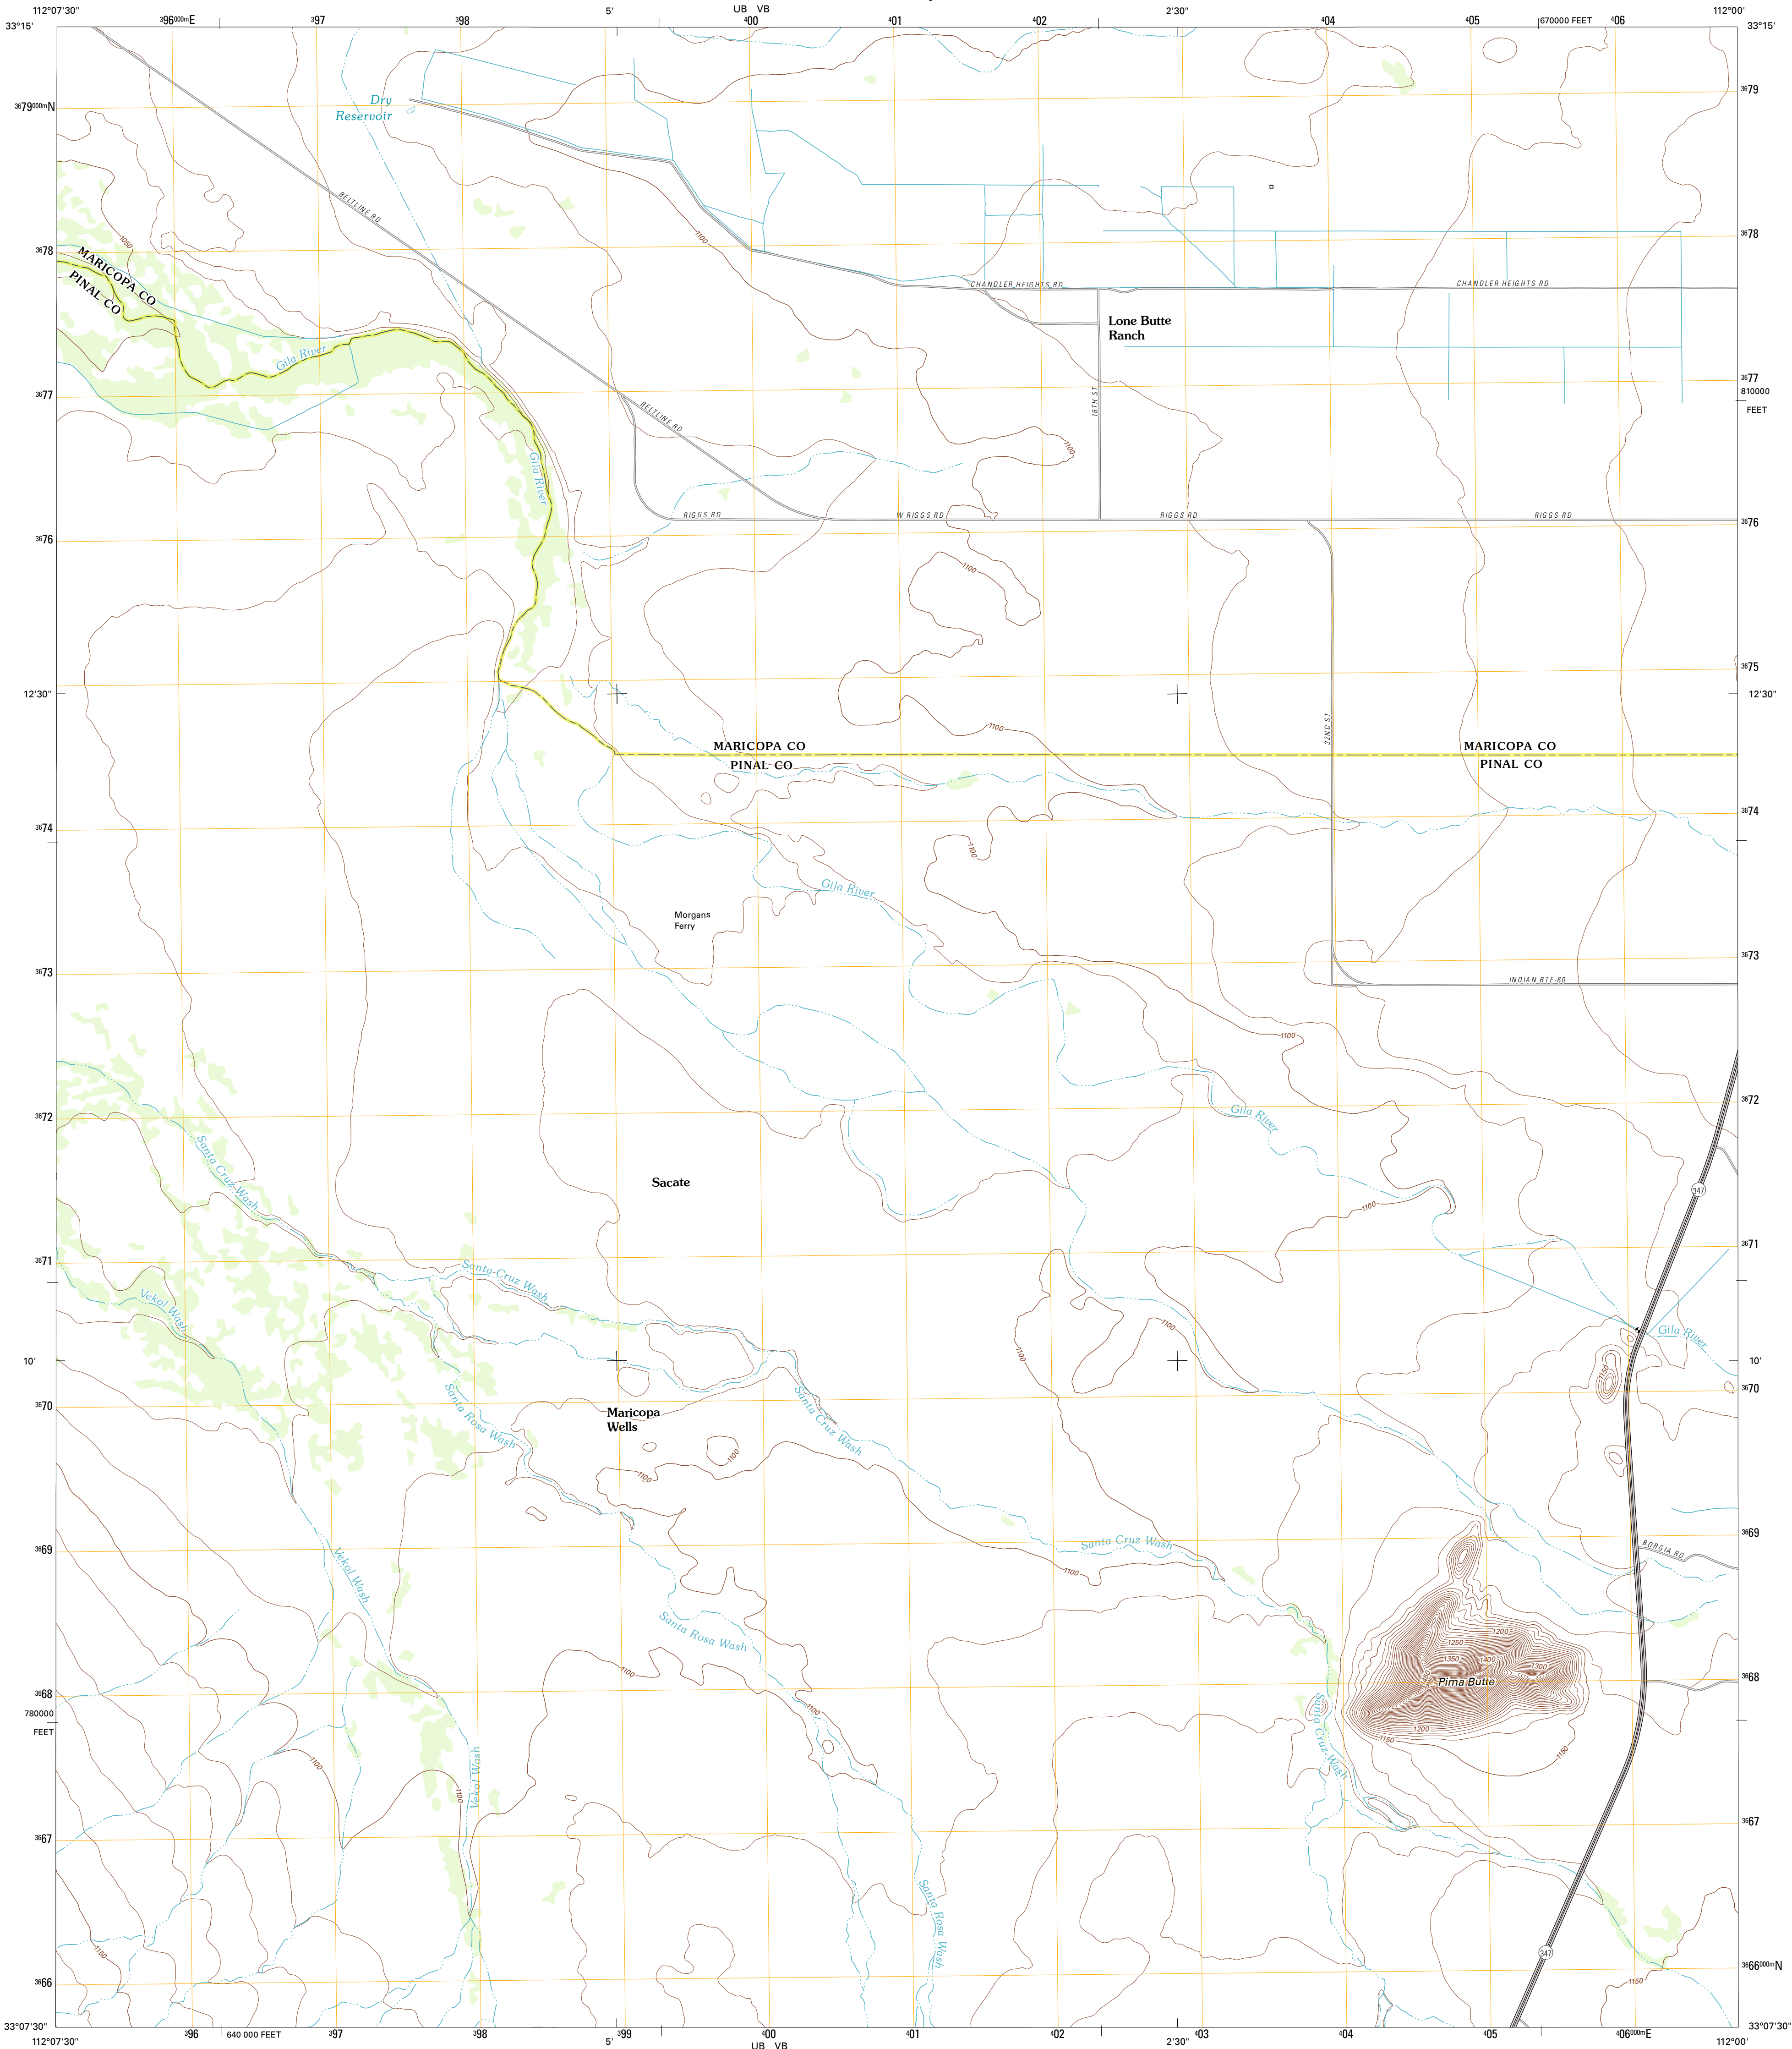 112°07'30"
³96⁰⁰⁰ᵐE
³97
³98
5'
UB VB
⁴00
⁴01
⁴02
2'30"
⁴04
⁴05
670000 FEET
⁴06
112°00'
33°15'
33°15'
³⁶79⁰⁰⁰ᵐN
Dry
Reservoir
³⁶79
BELTLINE RD
1050
1100
³⁶78
³⁶78
MARICOPA CO
PINAL CO
CHANDLER HEIGHTS RD
CHANDLER HEIGHTS RD
Lone Butte
Ranch
Gila River
³⁶77
³⁶77
810000
FEET
16TH ST
BELTLINE RD
1100
Gila River
RIGGS RD
W RIGGS RD
RIGGS RD
RIGGS RD
³⁶76
³⁶76
1100
³⁶75
12'30"
12'30"
1100
32ND ST
MARICOPA CO
PINAL CO
MARICOPA CO
PINAL CO
³⁶74
³⁶74
1100
Gila River
Morgans
Ferry
³⁶73
³⁶73
INDIAN RTE-60
1100
³⁶72
³⁶72
Gila River
Santa Cruz Wash
Sacate
347
1100
³⁶71
³⁶71
Santa Cruz Wash
Vekol Wash
1100
1100
Gila River
10'
10'
1150
³⁶70
³⁶70
Santa Rosa Wash
Maricopa
Wells
Santa Cruz Wash
1100
1100
³⁶69
³⁶69
Santa Cruz Wash
BORGIA RD
Vekol Wash
1100
Santa Rosa Wash
1200
1250
1350
1400
1300
1250
Pima Butte
1100
³⁶68
³⁶68
780000
FEET
1100
Santa Cruz Wash
1200
1150
1150
1100
Vekol Wash
1100
³⁶67
³⁶67
Santa Rosa Wash
1150
347
³⁶66
³⁶66⁰⁰⁰ᵐN
1150
33°07'30"
33°07'30"
112°07'30"
³96
640 000 FEET
³97
³98
5'
³99
⁴00
UB VB
⁴01
⁴02
2'30"
⁴03
⁴04
⁴05
⁴06⁰⁰⁰ᵐE
112°00'